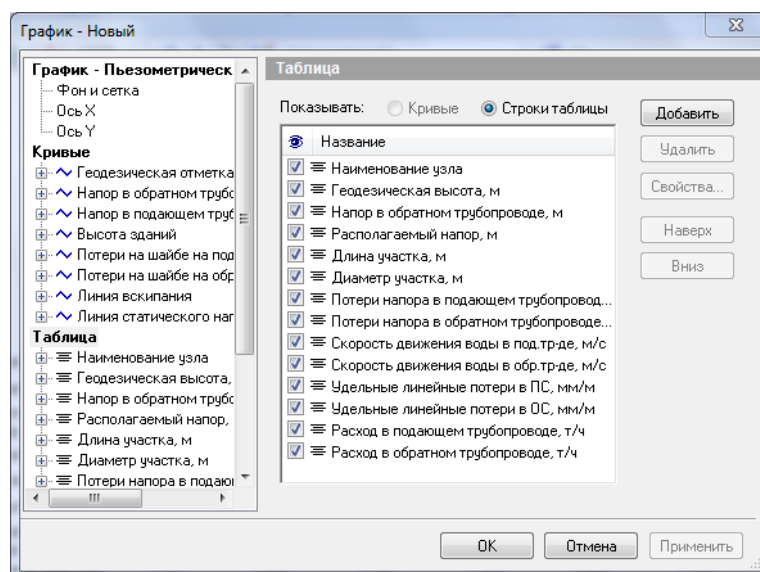 График - Новый
График - Пьезометрическ
Фон и сетка
Ось X
Ось Y
Кривые
Геодезическая отметка
Напор в обратном трубо
Напор в подающем труб
Высота зданий
Потери на шайбе на под
Потери на шайбе на обр
Линия вскипания
Линия статического наг
Таблица
Наименование узла
Геодезическая высота,
Напор в обратном трубо
Располагаемый напор,
Длина участка, м
Диаметр участка, м
Потери напора в подаю
Таблица
Показывать: Кривые Строки таблицы
Название
Наименование узла
Геодезическая высота, м
Напор в обратном трубопроводе, м
Располагаемый напор, м
Длина участка, м
Диаметр участка, м
Потери напора в подающем трубопровод...
Потери напора в обратном трубопроводе...
Скорость движения воды в под.тр-де, м/с
Скорость движения воды в обр.тр-де, м/с
Удельные линейные потери в ПС, мм/м
Удельные линейные потери в ОС, мм/м
Расход в подающем трубопроводе, т/ч
Расход в обратном трубопроводе, т/ч
Добавить
Удалить
Свойства...
Наверх
Вниз
OK Отмена Применить